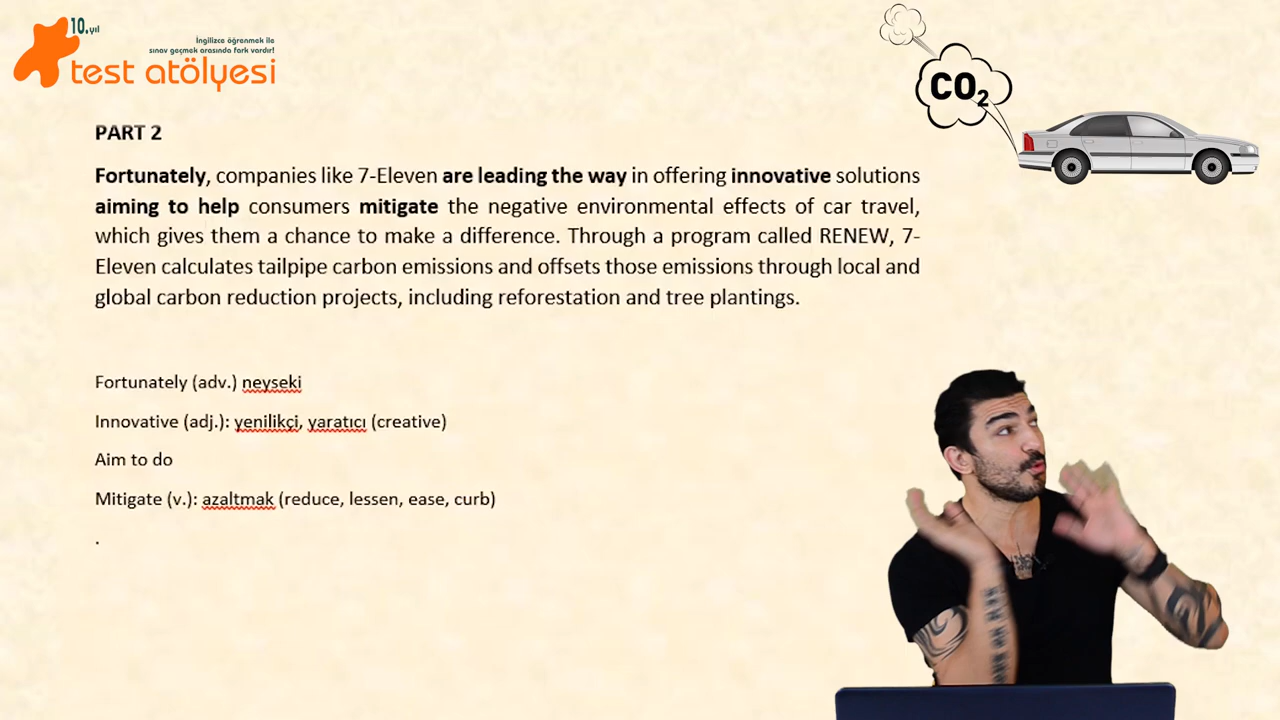 10.yıl
İngilizce öğrenmek ile
sınav geçmek arasında fark vardır!
test atölyesi
CO₂
PART 2
Fortunately, companies like 7-Eleven are leading the way in offering innovative solutions
aiming to help consumers mitigate the negative environmental effects of car travel,
which gives them a chance to make a difference. Through a program called RENEW, 7-
Eleven calculates tailpipe carbon emissions and offsets those emissions through local and
global carbon reduction projects, including reforestation and tree plantings.
Fortunately (adv.) neyseki
Innovative (adj.): yenilikçi, yaratıcı (creative)
Aim to do
Mitigate (v.): azaltmak (reduce, lessen, ease, curb)
.